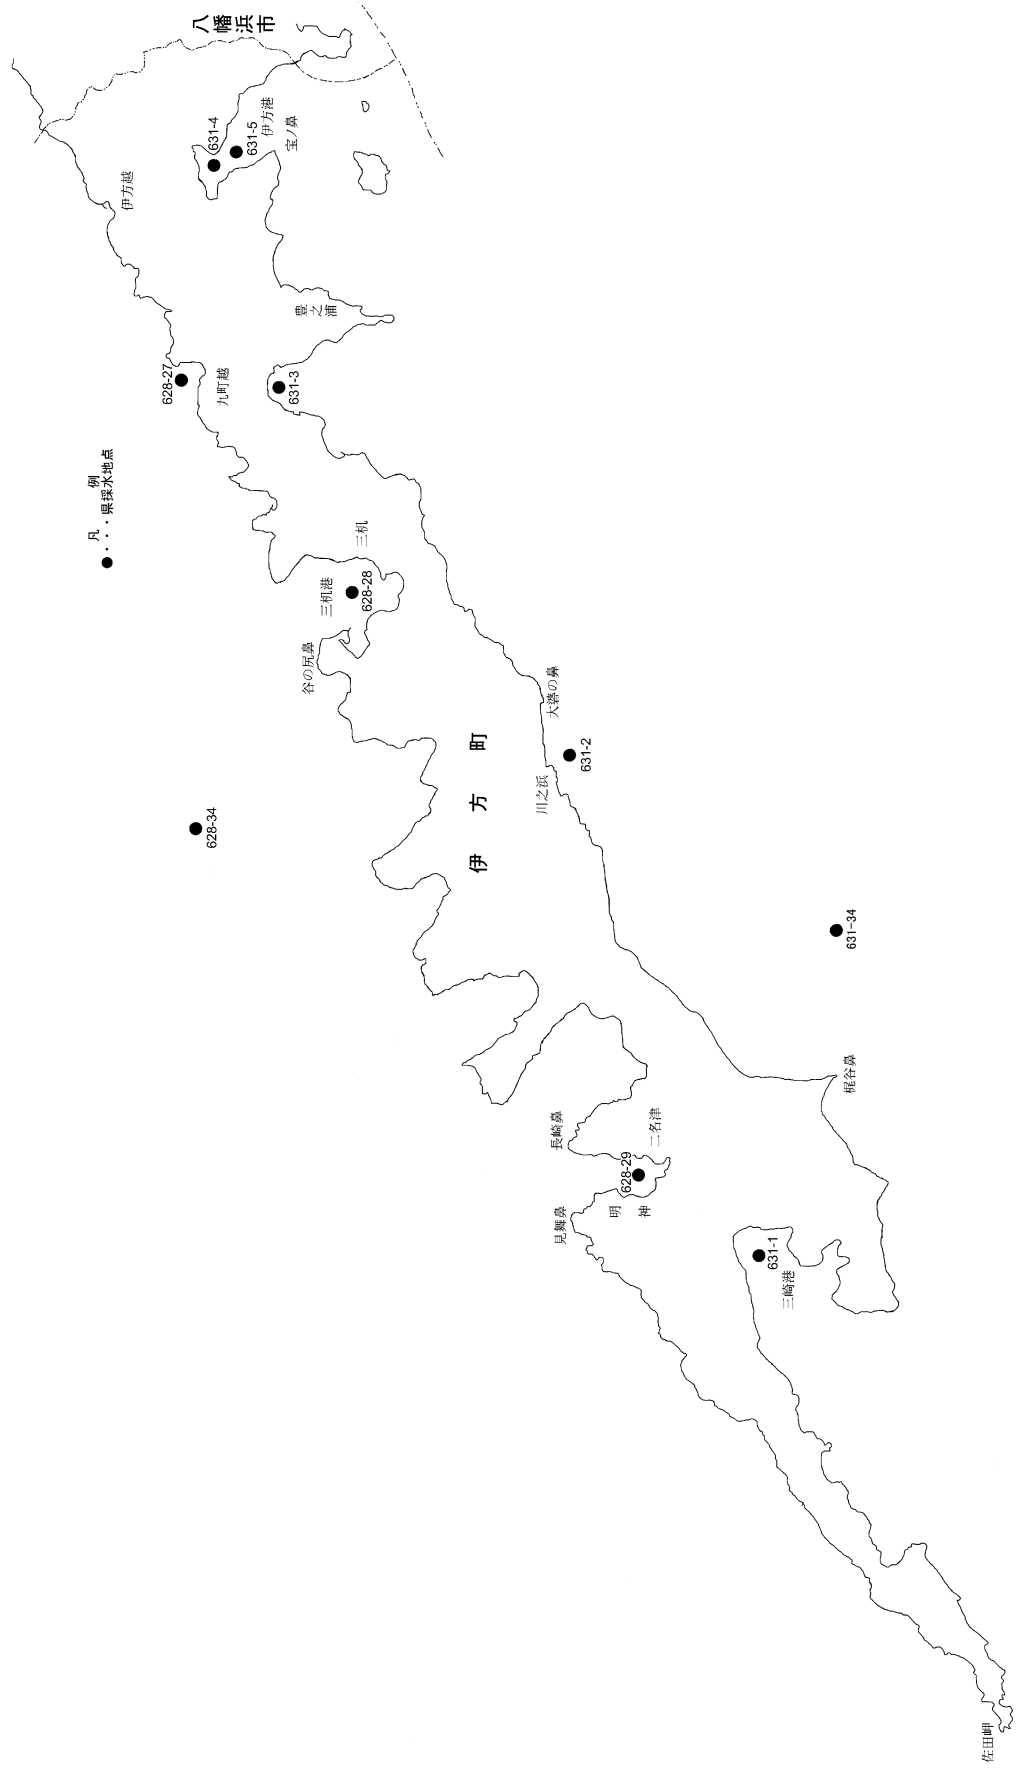 八幡浜市
631-4
631-5
伊方港
宝ノ鼻
伊方越
豊之浦
628-27
九町越
631-3
凡例
●・・・県採水地点
三机
三机港
628-28
谷の尻鼻
大碆の鼻
631-2
川之浜
伊方町
628-34
631-34
梶谷鼻
長崎鼻
二名津
628-29
見舞鼻
明神
631-1
三崎港
佐田岬